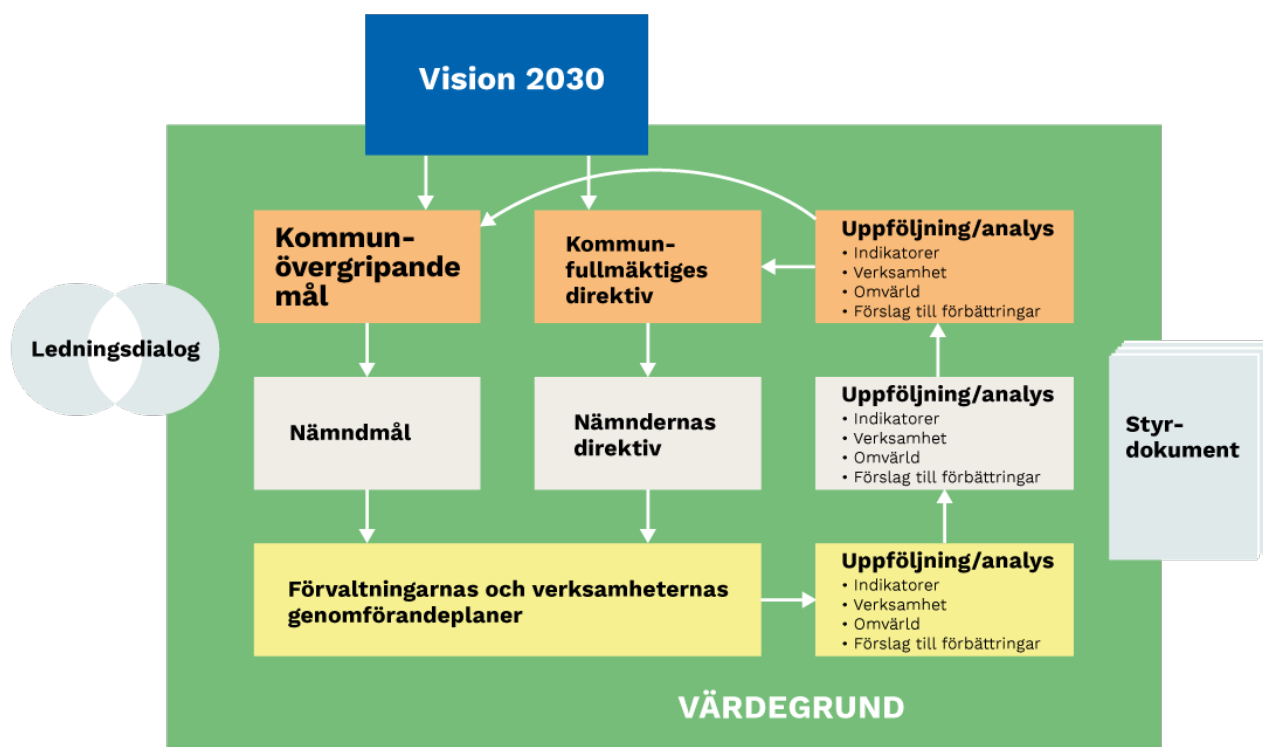 Vision 2030
Kommun-
övergripande
mål
Kommun-
fullmäktiges
direktiv
Uppföljning/analys
• Indikatorer
• Verksamhet
• Omvärld
• Förslag till förbättringar
Ledningsdialog
Nämndmål
Nämndernas
direktiv
Uppföljning/analys
• Indikatorer
• Verksamhet
• Omvärld
• Förslag till förbättringar
Styr-
dokument
Förvaltningarnas och verksamheternas
genomförandeplaner
Uppföljning/analys
• Indikatorer
• Verksamhet
• Omvärld
• Förslag till förbättringar
VÄRDEGRUND